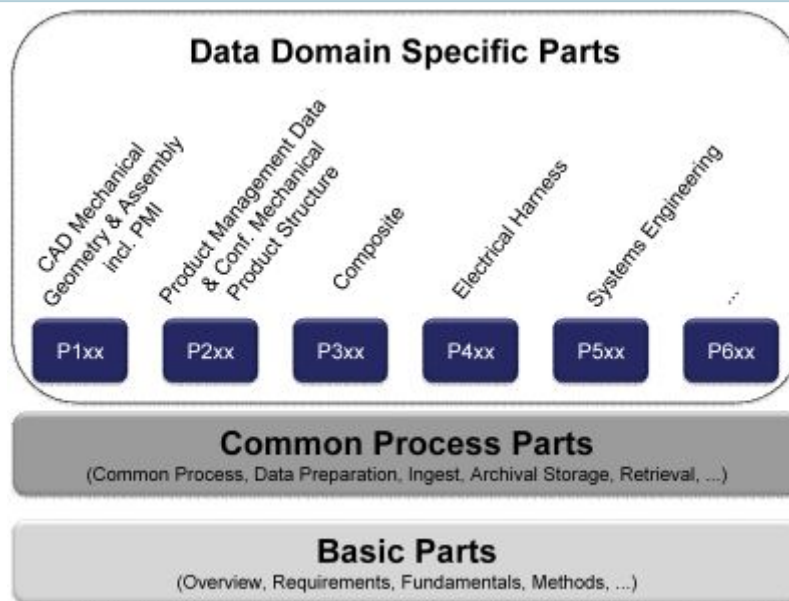 Data Domain Specific Parts
CAD Mechanical
Geometry & Assembly
incl. PMI
Product Management Data
& Conf. Mechanical
Product Structure
Composite
Electrical Harness
Systems Engineering
...
P1xx
P2xx
P3xx
P4xx
P5xx
P6xx
Common Process Parts
(Common Process, Data Preparation, Ingest, Archival Storage, Retrieval, ...)
Basic Parts
(Overview, Requirements, Fundamentals, Methods, ...)